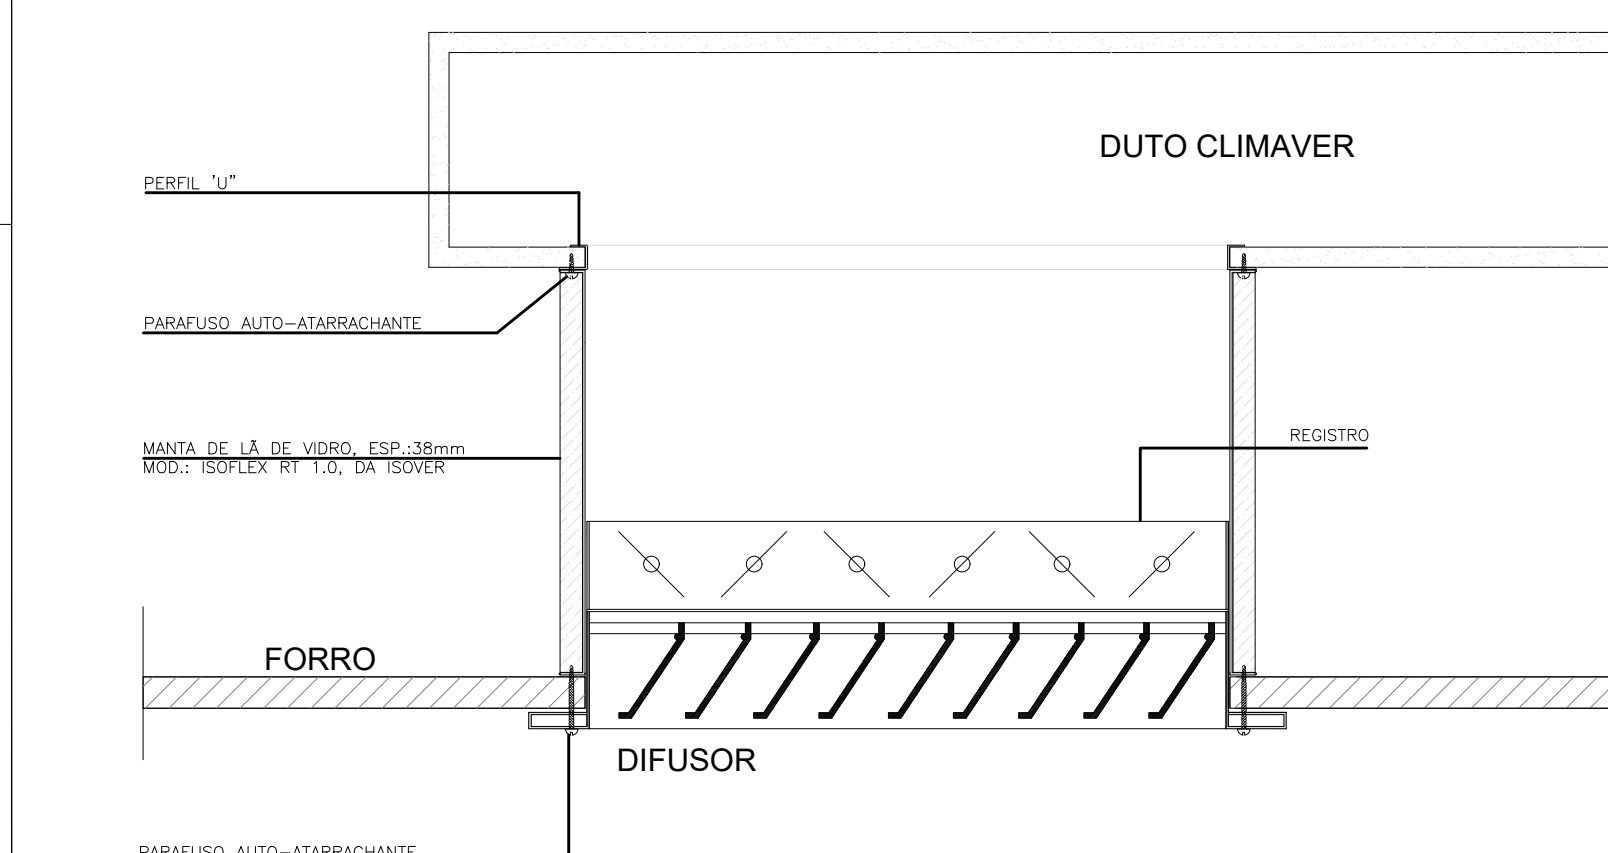 DUTO CLIMAVER
PERFIL 'U"
PARAFUSO AUTO-ATARRACHANTE
MANTA DE LÃ DE VIDRO, ESP.:38mm
MOD.: ISOFLEX RT 1.0, DA ISOVER
REGISTRO
FORRO
DIFUSOR
PARAFUSO AUTO-ATARRACHANTE